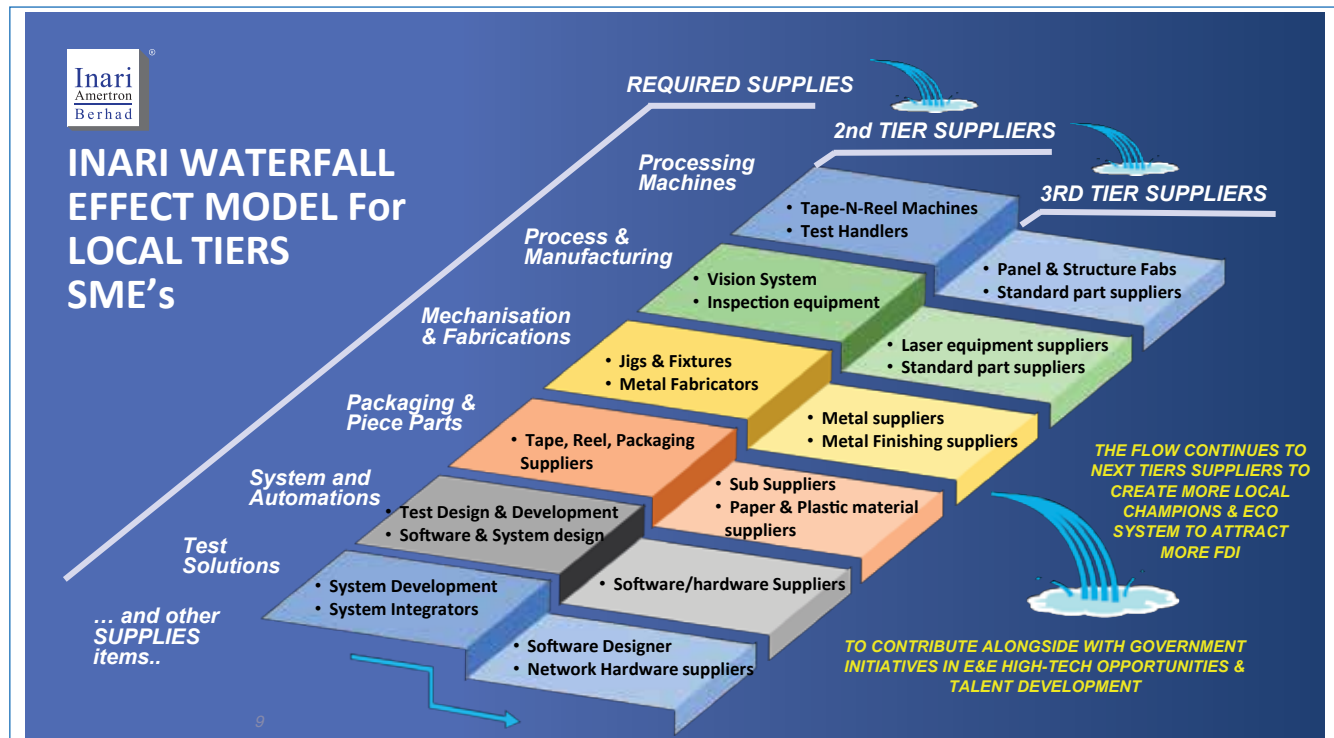 Inari
Amertron
Berhad
®
INARI WATERFALL
EFFECT MODEL For
LOCAL TIERS
SME's
REQUIRED SUPPLIES
2nd TIER SUPPLIERS
3RD TIER SUPPLIERS
Processing
Machines
• Tape-N-Reel Machines
• Test Handlers
• Panel & Structure Fabs
• Standard part suppliers
Process &
Manufacturing
• Vision System
• Inspection equipment
• Laser equipment suppliers
• Standard part suppliers
Mechanisation
& Fabrications
• Jigs & Fixtures
• Metal Fabricators
• Metal suppliers
• Metal Finishing suppliers
Packaging &
Piece Parts
• Tape, Reel, Packaging
Suppliers
• Sub Suppliers
• Paper & Plastic material
suppliers
System and
Automations
• Test Design & Development
• Software & System design
• Software/hardware Suppliers
Test
Solutions
• System Development
• System Integrators
• Software Designer
• Network Hardware suppliers
... and other
SUPPLIES
items..
THE FLOW CONTINUES TO
NEXT TIERS SUPPLIERS TO
CREATE MORE LOCAL
CHAMPIONS & ECO
SYSTEM TO ATTRACT
MORE FDI
TO CONTRIBUTE ALONGSIDE WITH GOVERNMENT
INITIATIVES IN E&E HIGH-TECH OPPORTUNITIES &
TALENT DEVELOPMENT
9